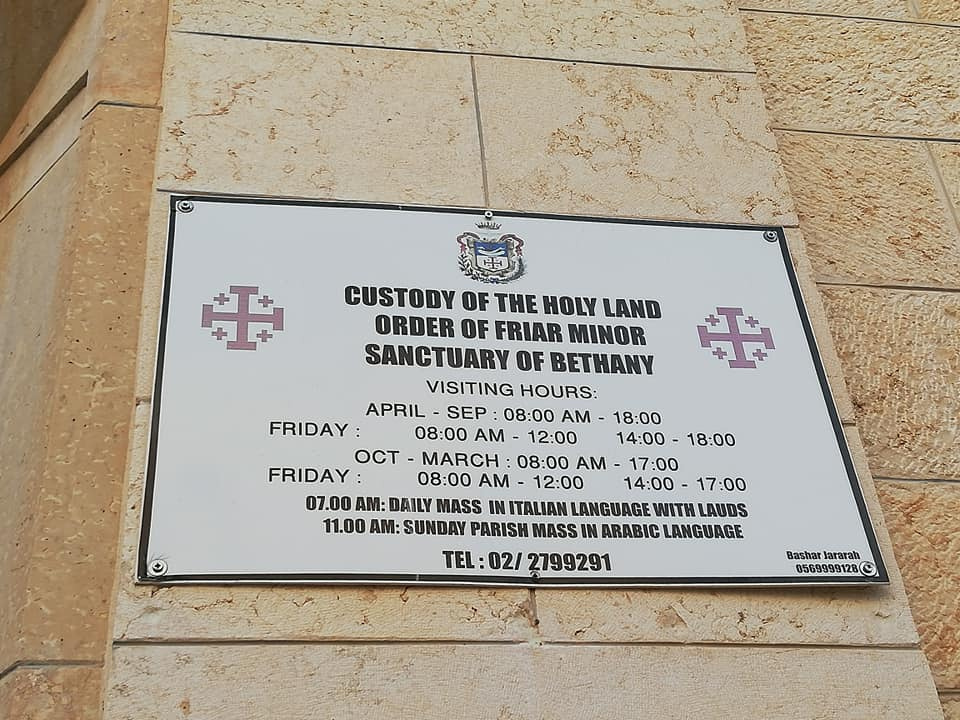 CUSTODY OF THE HOLY LAND
ORDER OF FRIAR MINOR
SANCTUARY OF BETHANY
VISITING HOURS:
APRIL - SEP : 08:00 AM - 18:00
FRIDAY : 08:00 AM - 12:00 14:00 - 18:00
OCT - MARCH : 08:00 AM - 17:00
FRIDAY : 08:00 AM - 12:00 14:00 - 17:00
07.00 AM: DAILY MASS IN ITALIAN LANGUAGE WITH LAUDS
11.00 AM: SUNDAY PARISH MASS IN ARABIC LANGUAGE
TEL : 02/ 2799291
Bashar Jararah
0569999128